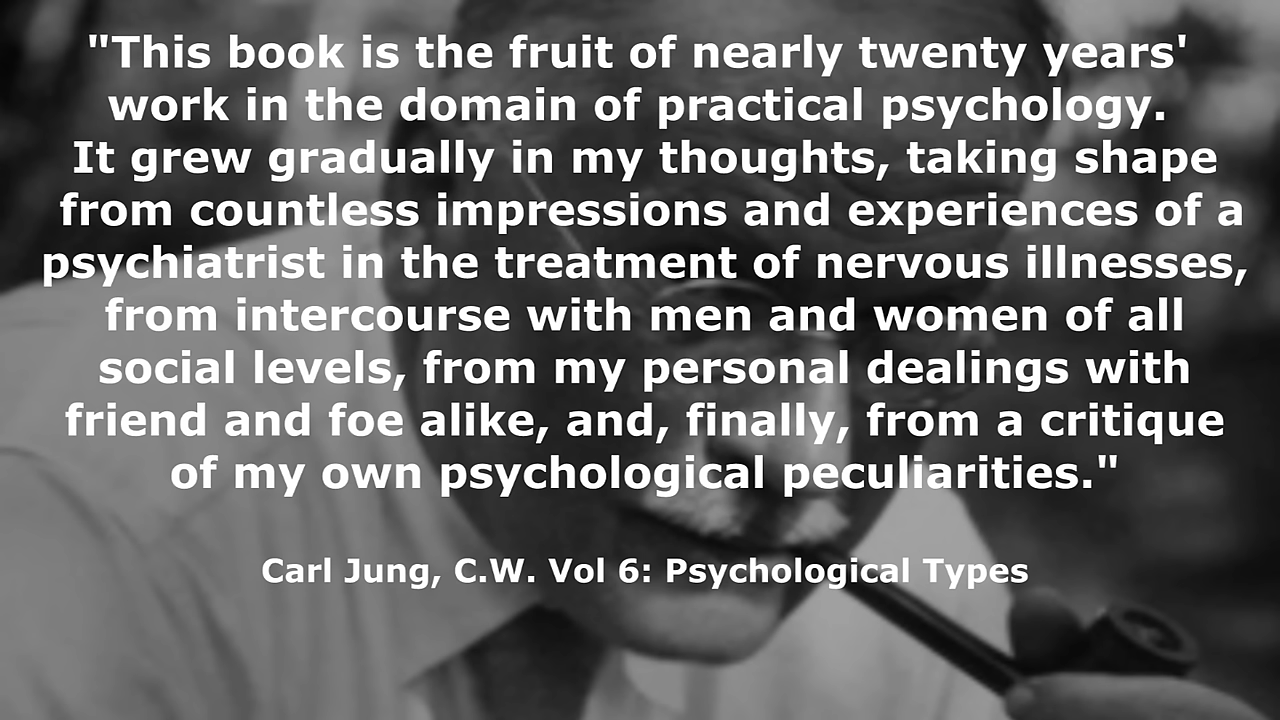 "This book is the fruit of nearly twenty years'
work in the domain of practical psychology.
It grew gradually in my thoughts, taking shape
from countless impressions and experiences of a
psychiatrist in the treatment of nervous illnesses,
from intercourse with men and women of all
social levels, from my personal dealings with
friend and foe alike, and, finally, from a critique
of my own psychological peculiarities."
Carl Jung, C.W. Vol 6: Psychological Types